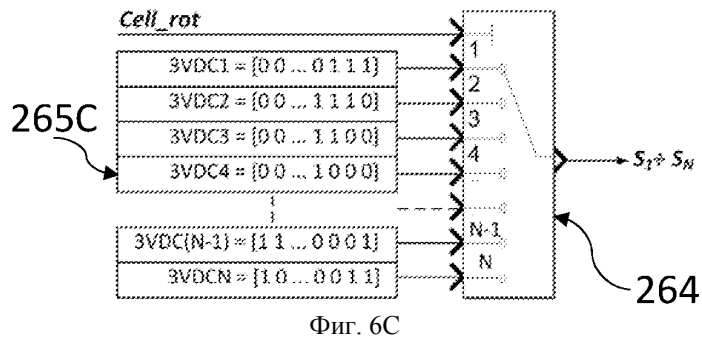 Cell_rot
1
3VDC1 = [0 0 ... 0 1 1 1]
2
3VDC2 = [0 0 ... 1 1 1 0]
3
265C
3VDC3 = [0 0 ... 1 1 0 0]
4
3VDC4 = [0 0 ... 1 0 0 0]
S1÷ SN
N-1
3VDC(N-1) = [1 1 ... 0 0 0 1]
N
3VDCN = [1 0 ... 0 0 1 1]
264
Фиг. 6C